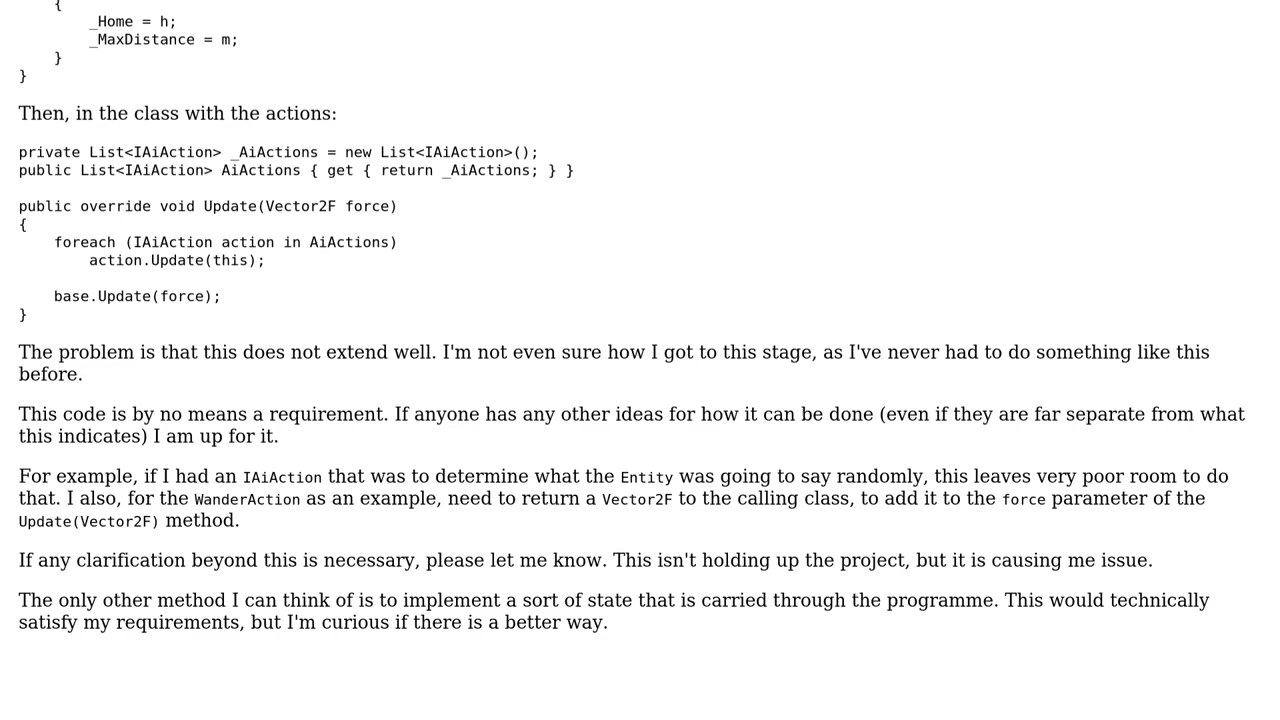 {
_Home = h;
_MaxDistance = m;
}
}
Then, in the class with the actions:
private List<IAiAction> _AiActions = new List<IAiAction>();
public List<IAiAction> AiActions { get { return _AiActions; } }
public override void Update(Vector2F force)
{
foreach (IAiAction action in AiActions)
action.Update(this);
base.Update(force);
}
The problem is that this does not extend well. I'm not even sure how I got to this stage, as I've never had to do something like this
before.
This code is by no means a requirement. If anyone has any other ideas for how it can be done (even if they are far separate from what
this indicates) I am up for it.
For example, if I had an IAiAction that was to determine what the Entity was going to say randomly, this leaves very poor room to do
that. I also, for the WanderAction as an example, need to return a Vector2F to the calling class, to add it to the force parameter of the
Update(Vector2F) method.
If any clarification beyond this is necessary, please let me know. This isn't holding up the project, but it is causing me issue.
The only other method I can think of is to implement a sort of state that is carried through the programme. This would technically
satisfy my requirements, but I'm curious if there is a better way.